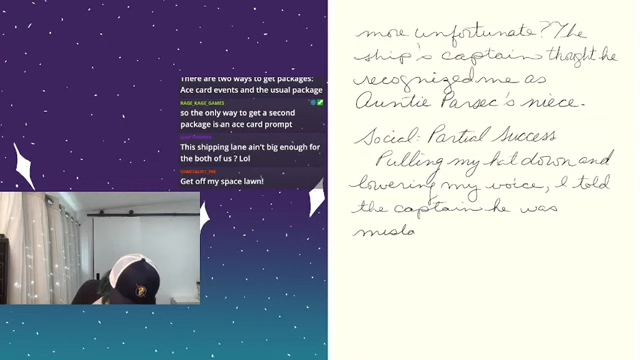 There are two ways to get packages:
Ace card events and the usual package
RAGE_RAGE_GAMES
so the only way to get a second
package is an ace card prompt
This shipping lane ain't big enough for
the both of us ? Lol
Get off my space lawn!
more unfortunate? The
ship's captain thought he
recognized me as
Auntie Parsec's niece.
Social: Partial Success
Pulling my hat down and
lowering my voice, I told
the captain he was
mista